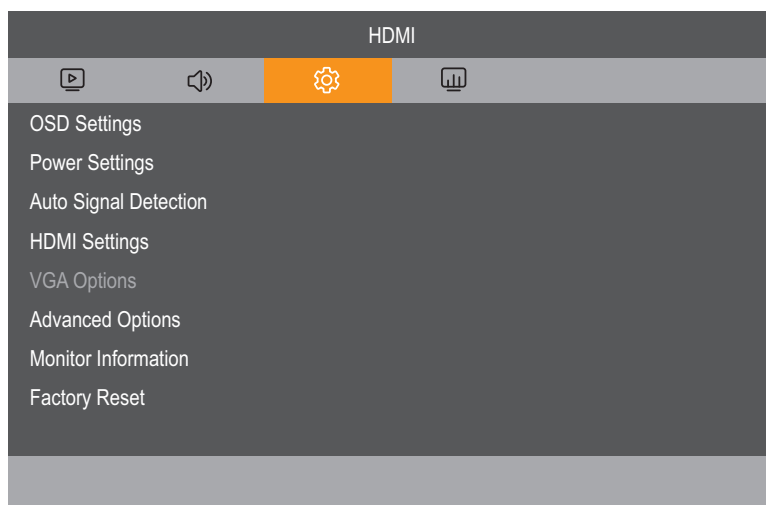 HDMI
OSD Settings
Power Settings
Auto Signal Detection
HDMI Settings
VGA Options
Advanced Options
Monitor Information
Factory Reset